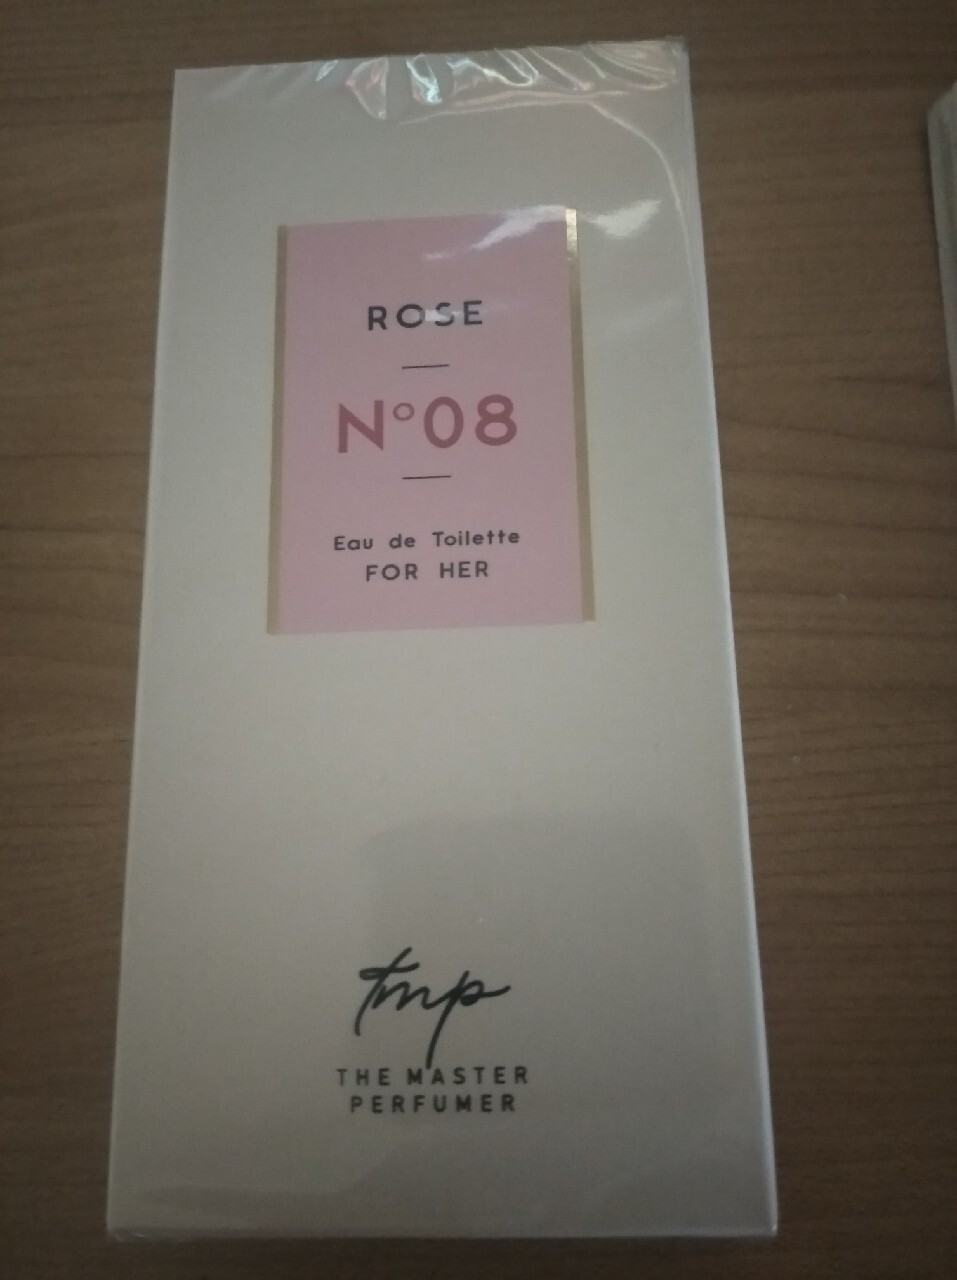 ROSE
N°08
Eau de Toilette
FOR HER
tmp
THE MASTER
PERFUMER